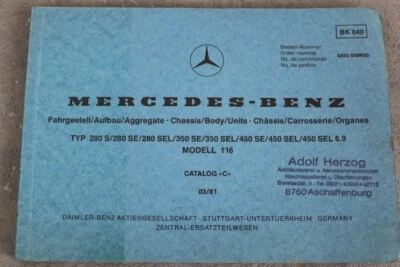 BK 040
Bestell-Nummer
Order-number
No. de commande
No. de pedido
MERCEDES-BENZ
Fahrgestell/Aufbau/Aggregate · Chassis/Body/Units · Châssis/Carrosserie/Organes
TYP 280 S/280 SE/280 SEL/350 SE/350 SEL/450 SE/450 SEL/450 SEL 6.9
MODELL 116
CATALOG «C»
03/81
Adolf Herzog
8750 Aschaffenburg
DAIMLER-BENZ AKTIENGESELLSCHAFT · STUTTGART-UNTERTUERKHEIM · GERMANY
ZENTRAL-ERSATZTEILWESEN